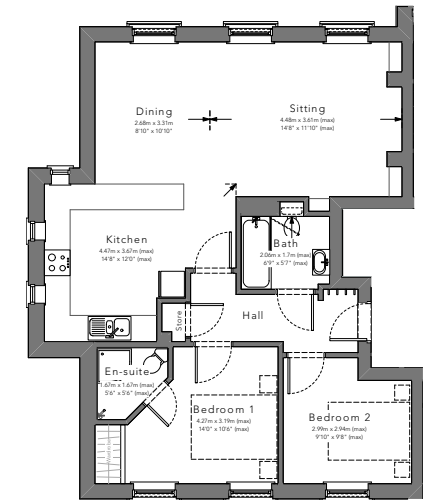 Dining
2.68m x 3.31m
8'10" x 10'10"
Sitting
4.48m x 3.61m (max)
14'8" x 11'10" (max)
Kitchen
4.47m x 3.67m (max)
14'8" x 12'0" (max)
Bath
2.06m x 1.7m (max)
6'9" x 5'7" (max)
Store
Hall
En-suite
1.67m x 1.67m (max)
5'6" x 5'6" (max)
Bedroom 1
4.27m x 3.19m (max)
14'0" x 10'6" (max)
Bedroom 2
2.99m x 2.94m (max)
9'10" x 9'8" (max)